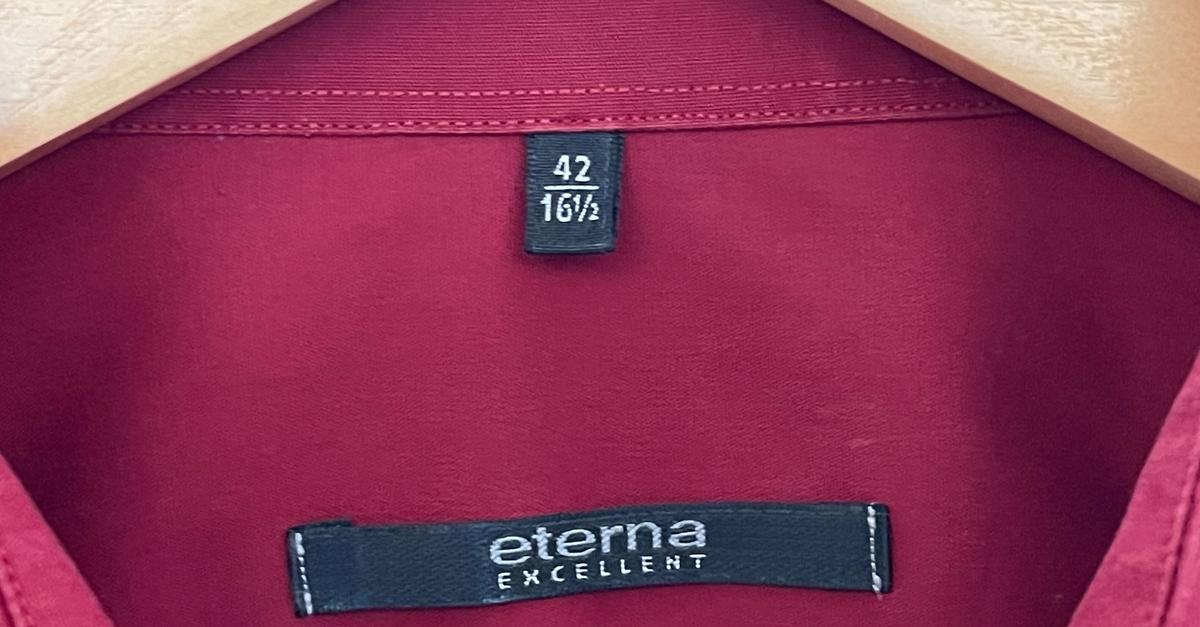 42
16½
eterna
EXCELLENT